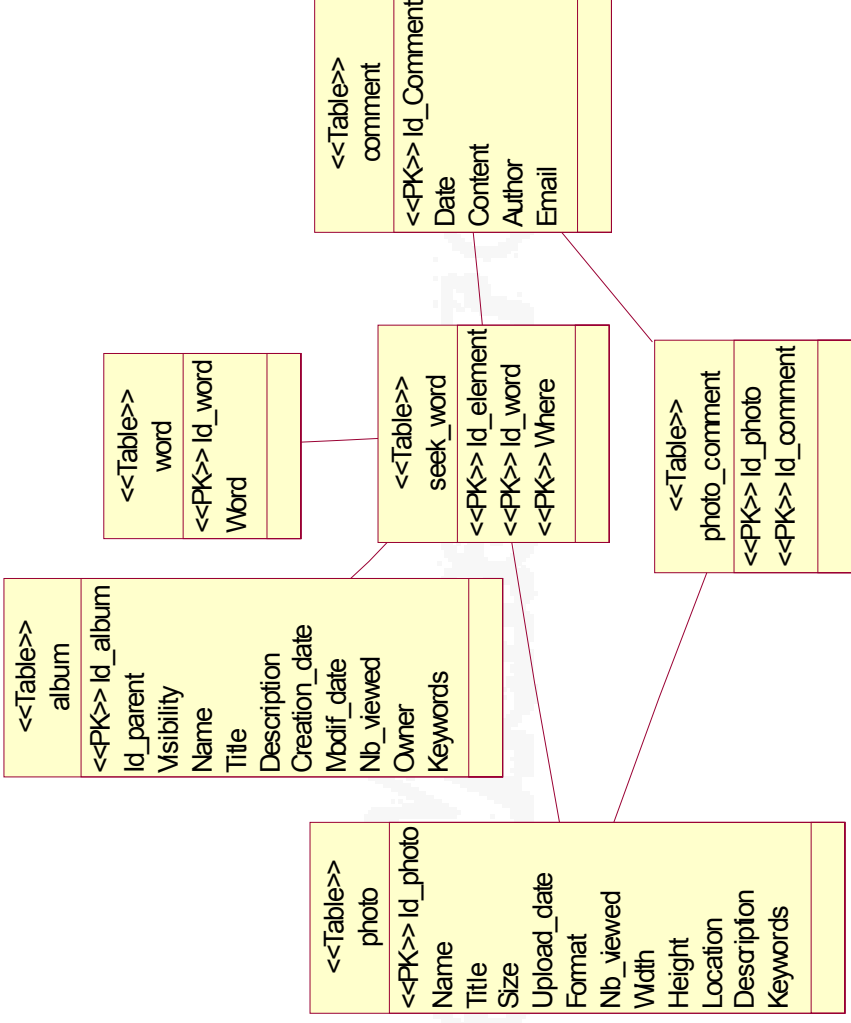 <<Table>>
album
<<PK>> Id_album
Id_parent
Visibility
Name
Title
Description
Creation_date
Modif_date
Nb_viewed
Owner
Keywords
<<Table>>
word
<<PK>> Id_word
Word
<<Table>>
comment
<<PK>> Id_Comment
Date
Content
Author
Email
<<Table>>
seek_word
<<PK>> Id_element
<<PK>> Id_word
<<PK>> Where
<<Table>>
photo
<<PK>> Id_photo
Name
Title
Size
Upload_date
Format
Nb_viewed
Width
Height
Location
Description
Keywords
<<Table>>
photo_comment
<<PK>> Id_photo
<<PK>> Id_comment